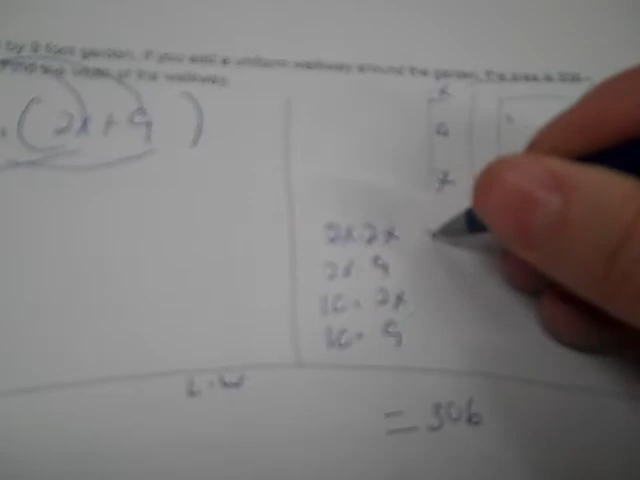 by 9 foot garden. If you add a uniform walkway around the garden, the area is 306
Find the width of the walkway.
(2x + 9)
x
9
x
2x · 2x
2x · 9
16 · 2x
16 · 9
L · W
= 306